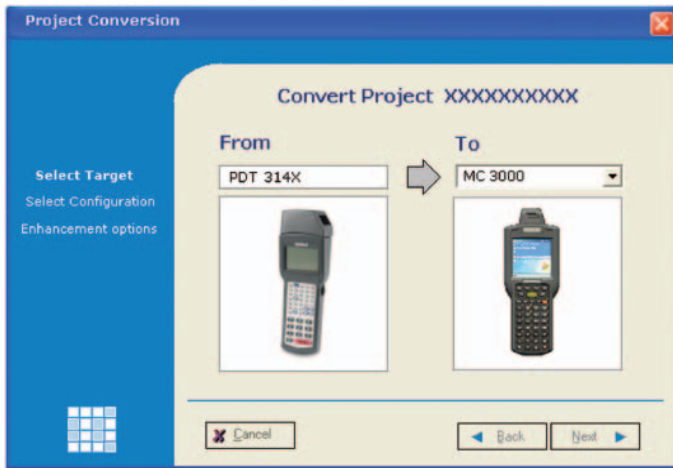 Project Conversion
Convert Project XXXXXXXXXX
From
To
PDT 314X
MC 3000
Select Target
Select Configuration
Enhancement options
Cancel
Back
Next